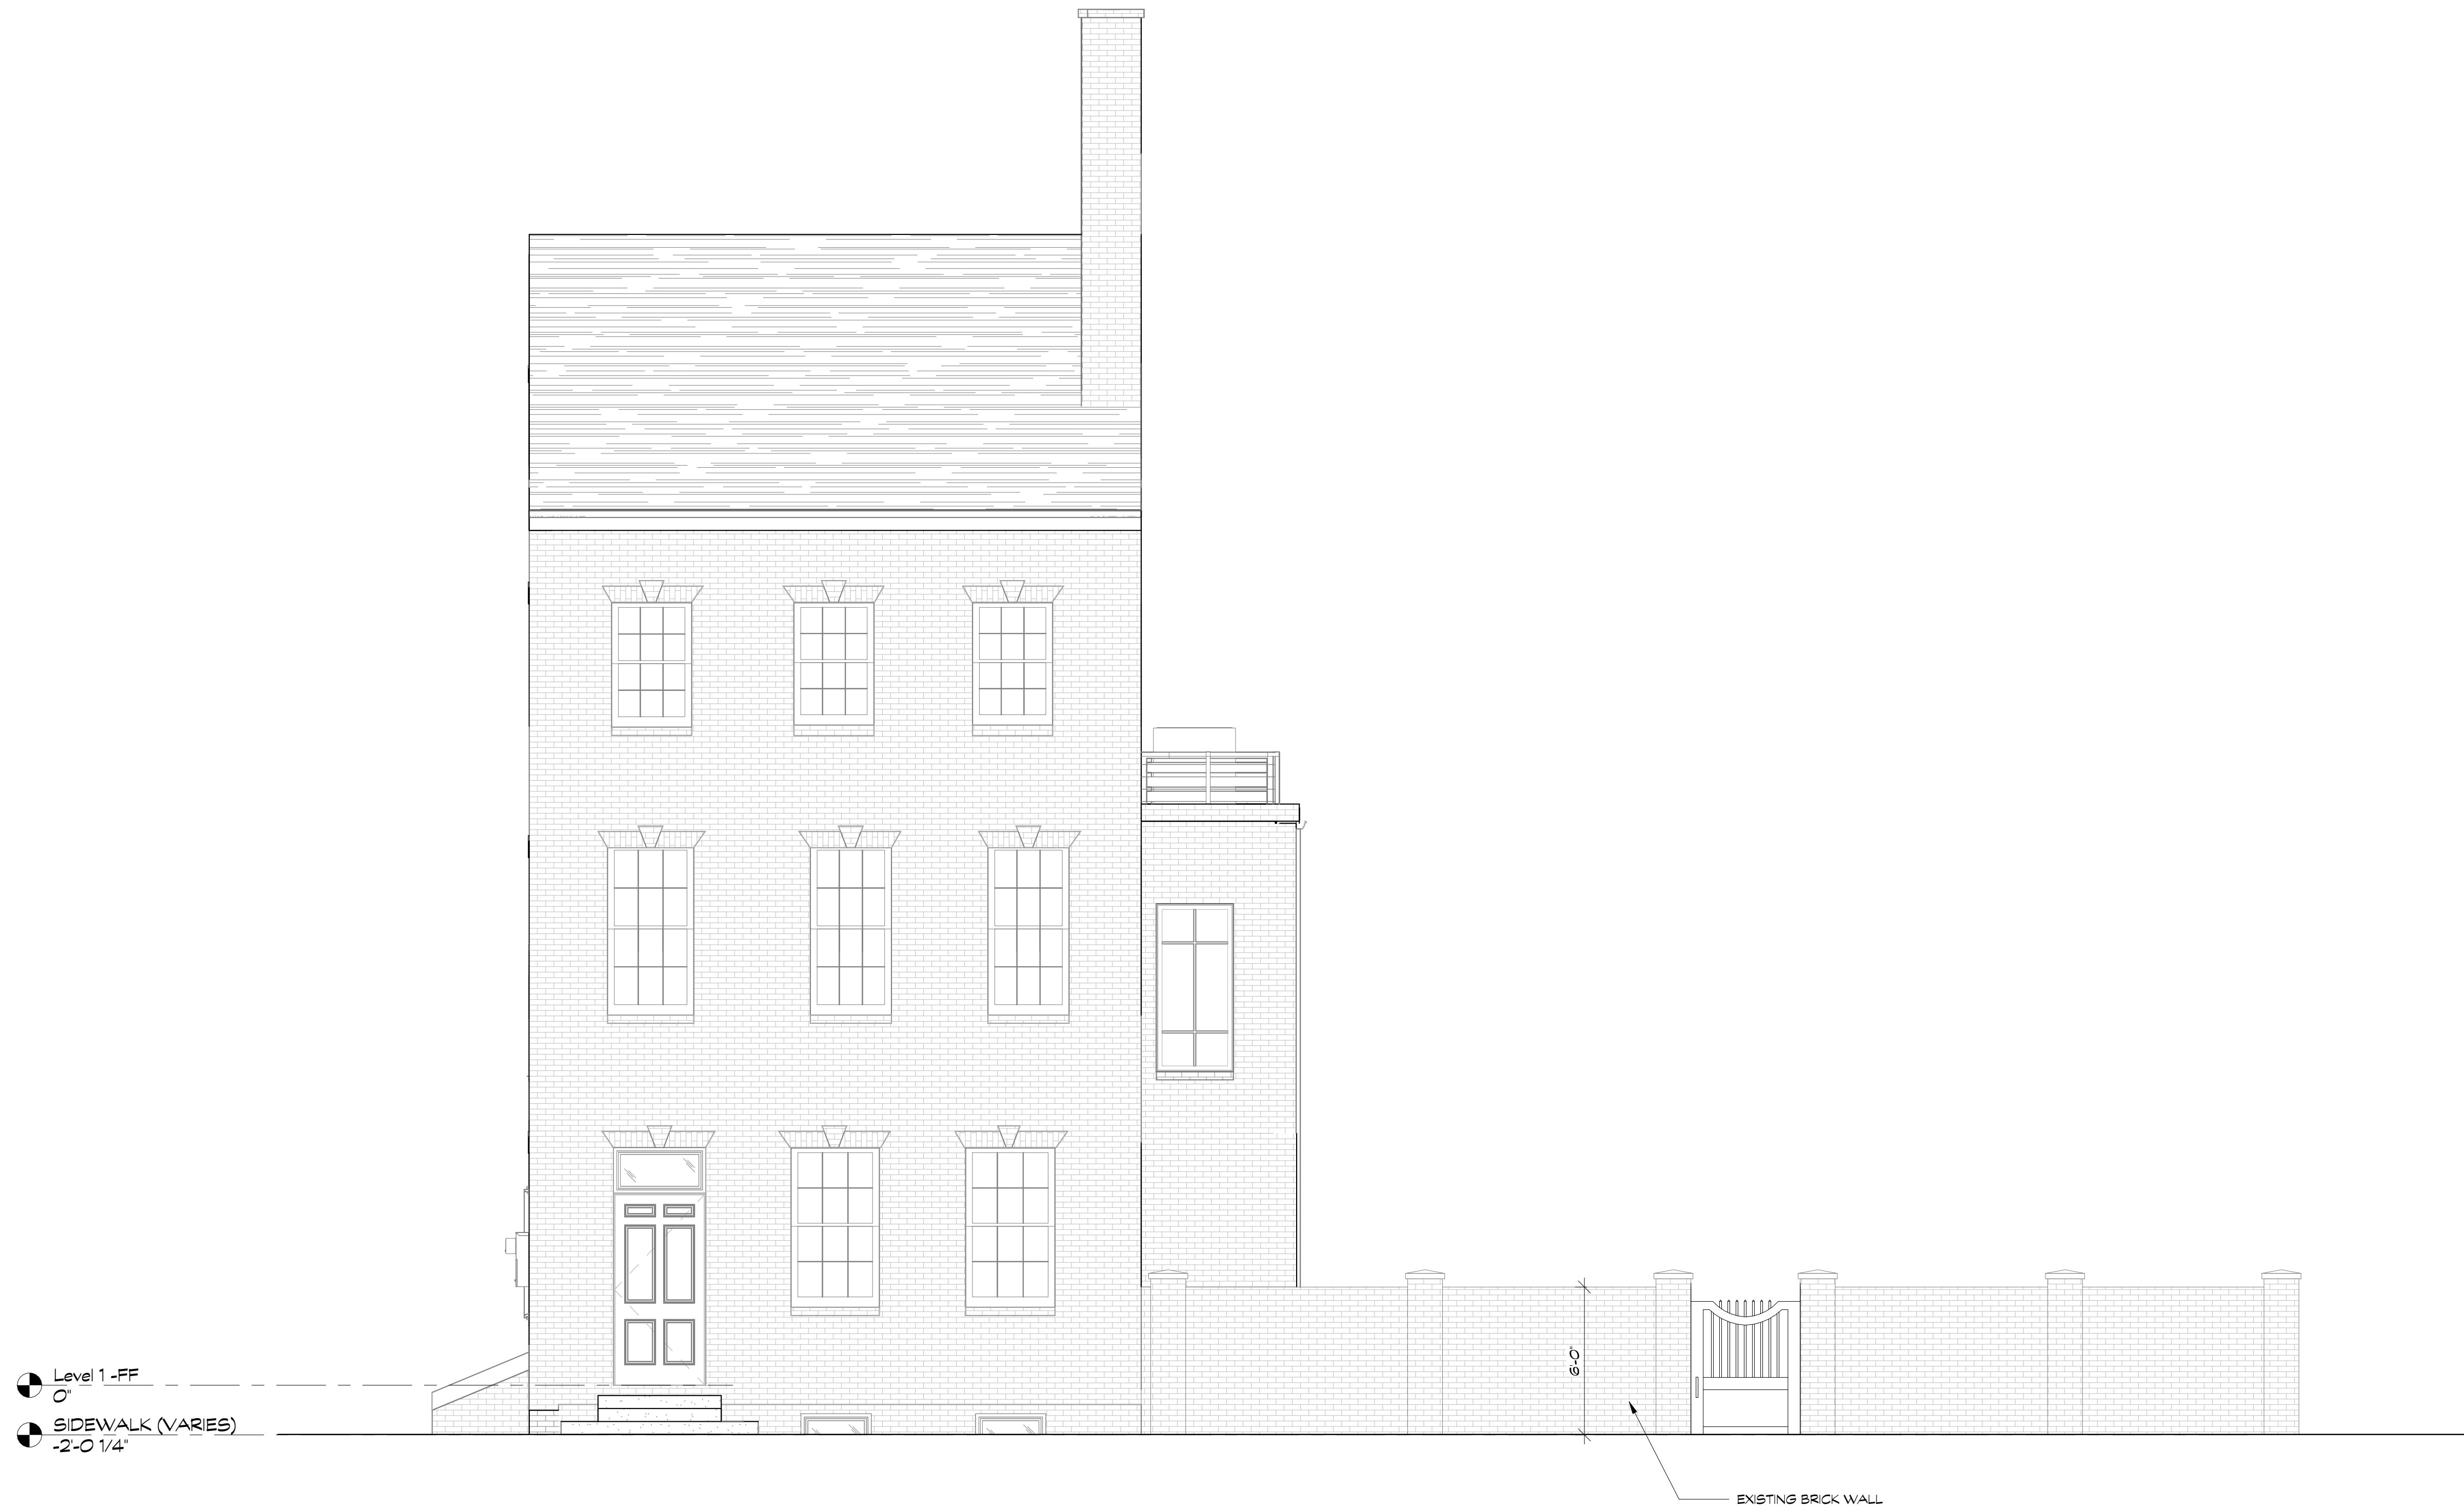 6'-0"
Level 1 -FF
0"
SIDEWALK (VARIES)
-2'-0 1/4"
EXISTING BRICK WALL